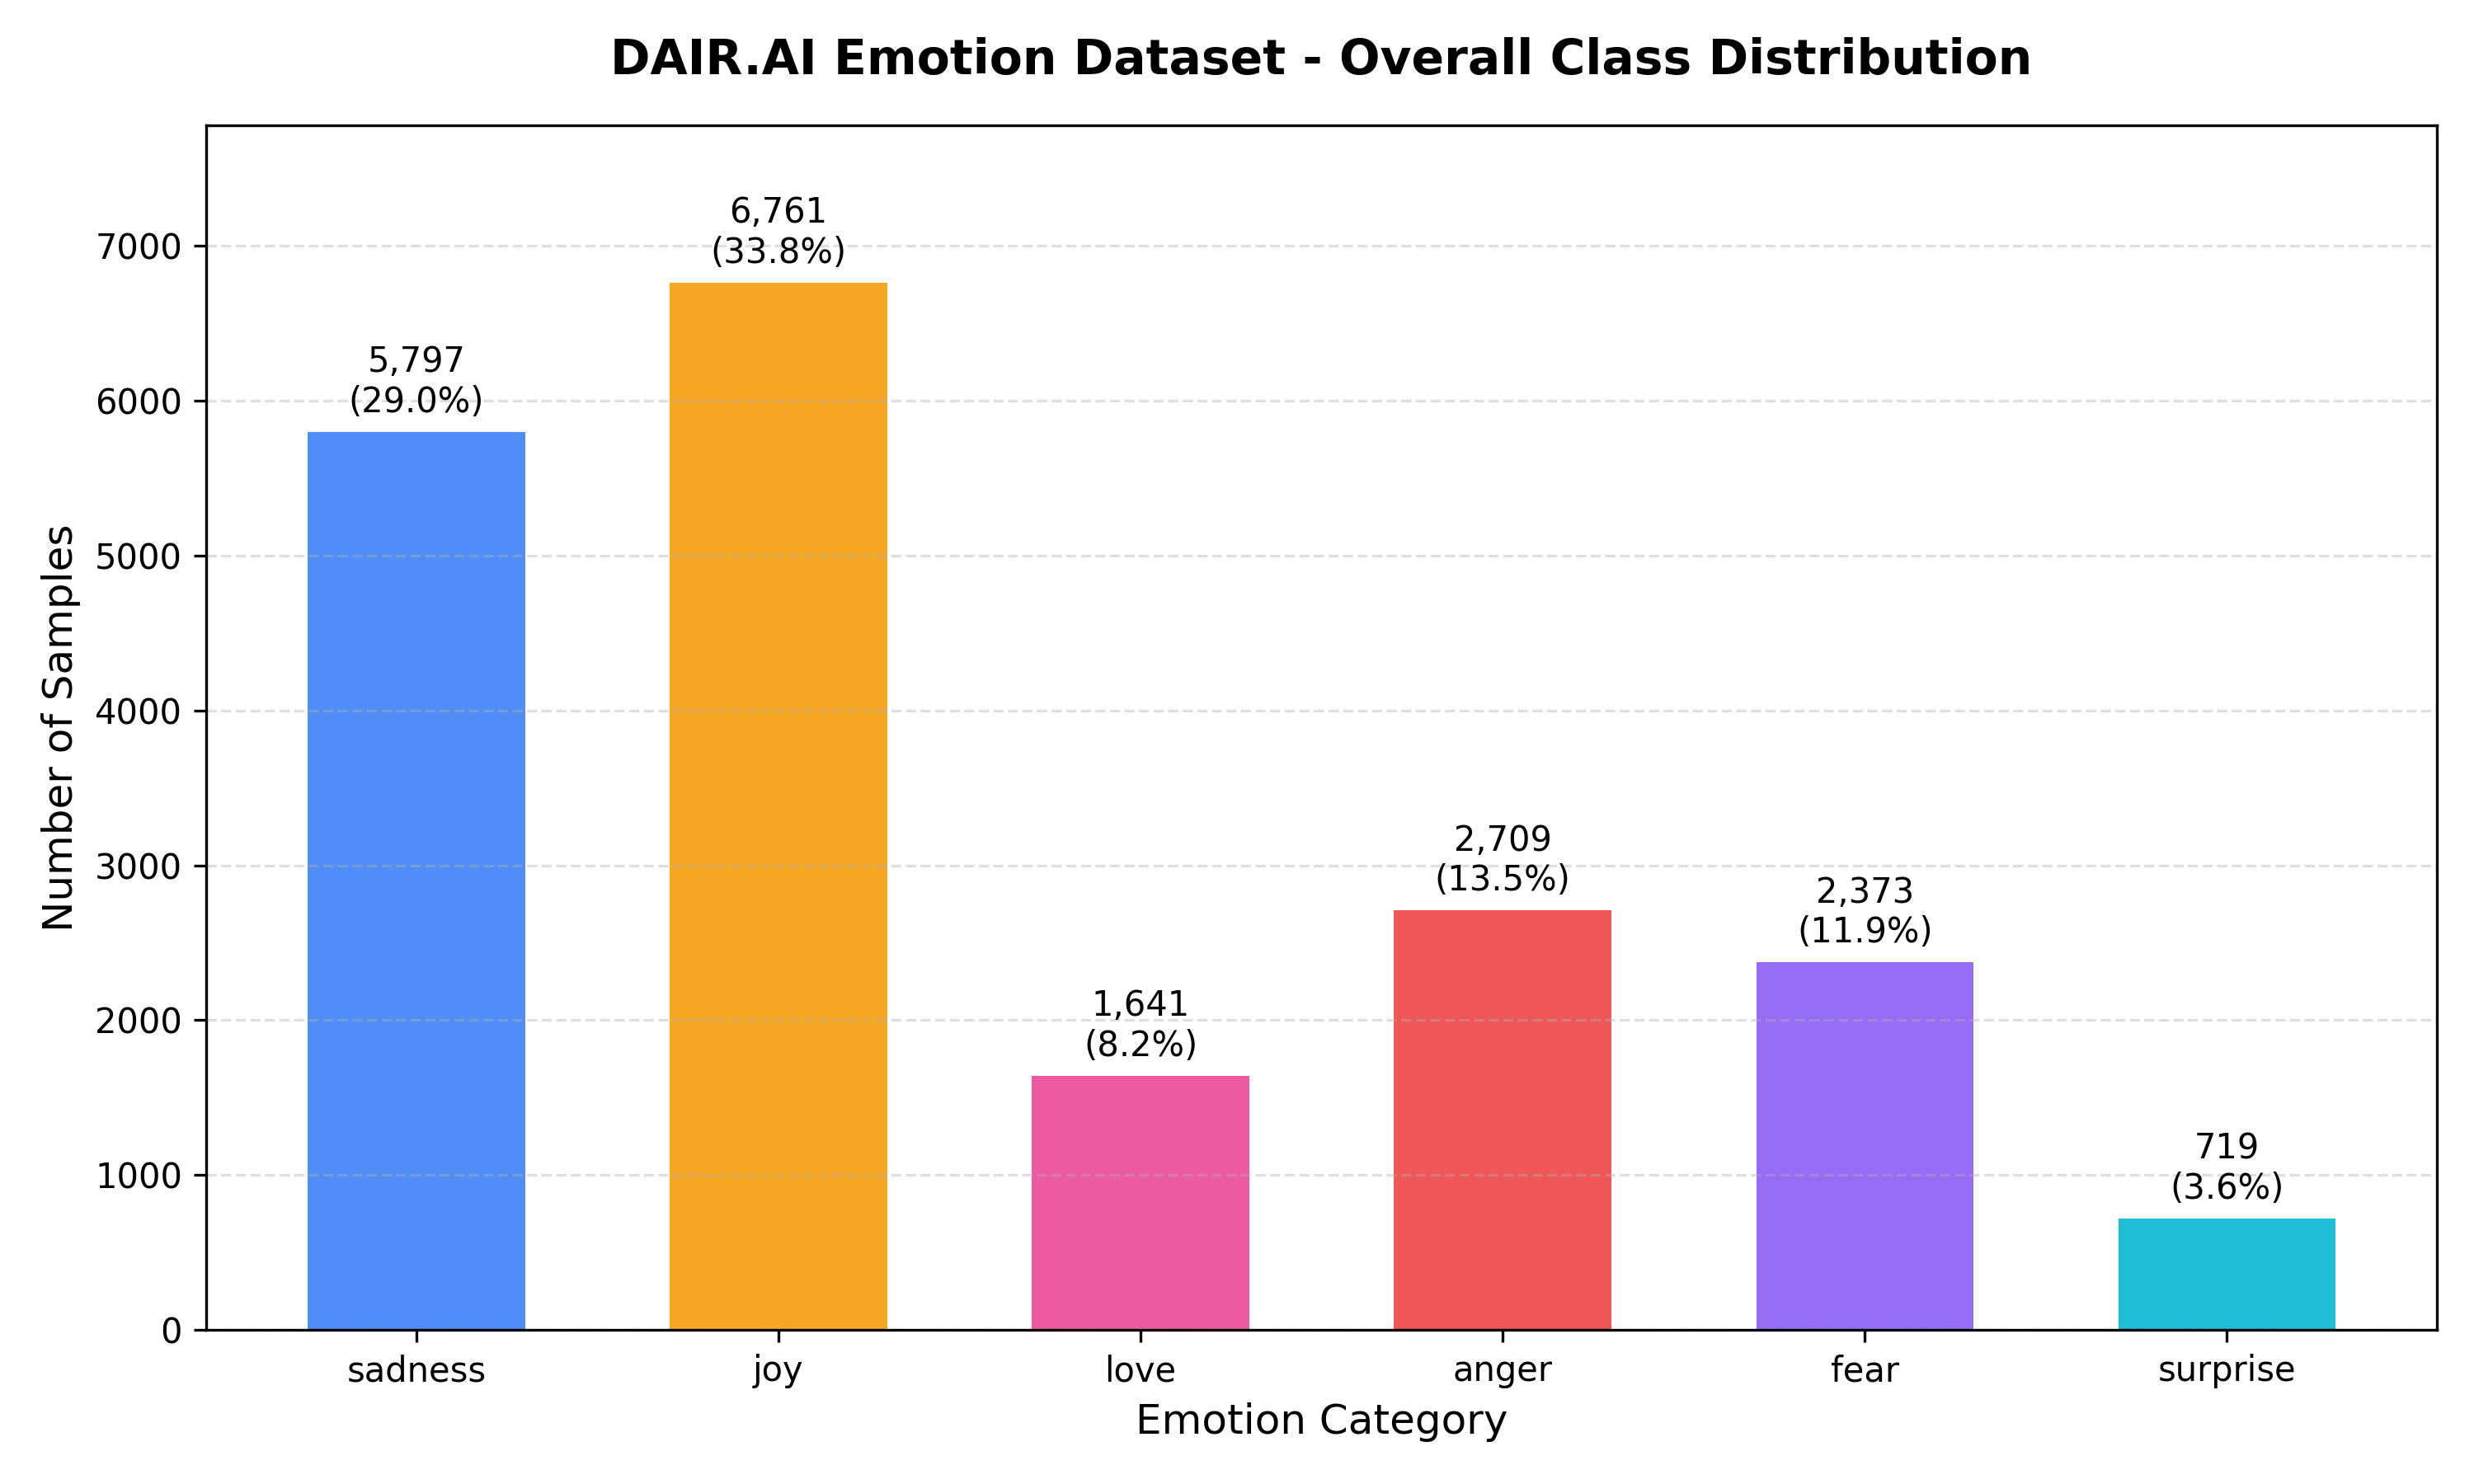 DAIR.AI Emotion Dataset - Overall Class Distribution
Number of Samples
7000
6000
5000
4000
3000
2000
1000
0
5,797
(29.0%)
6,761
(33.8%)
1,641
(8.2%)
2,709
(13.5%)
2,373
(11.9%)
719
(3.6%)
sadness
joy
love
anger
fear
surprise
Emotion Category